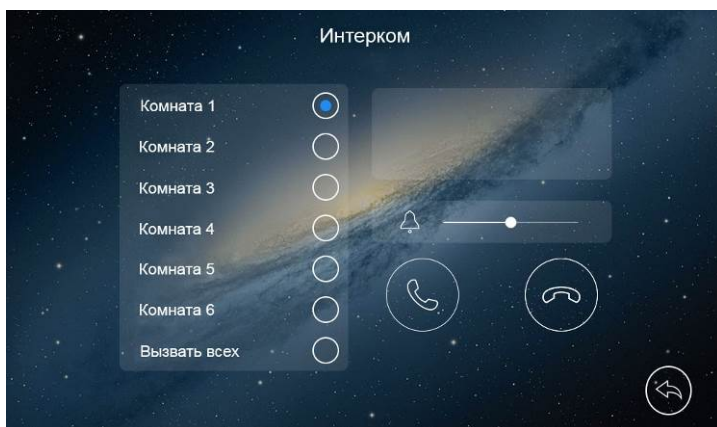 Интерком
Комната 1
Комната 2
Комната 3
Комната 4
Комната 5
Комната 6
Вызвать всех